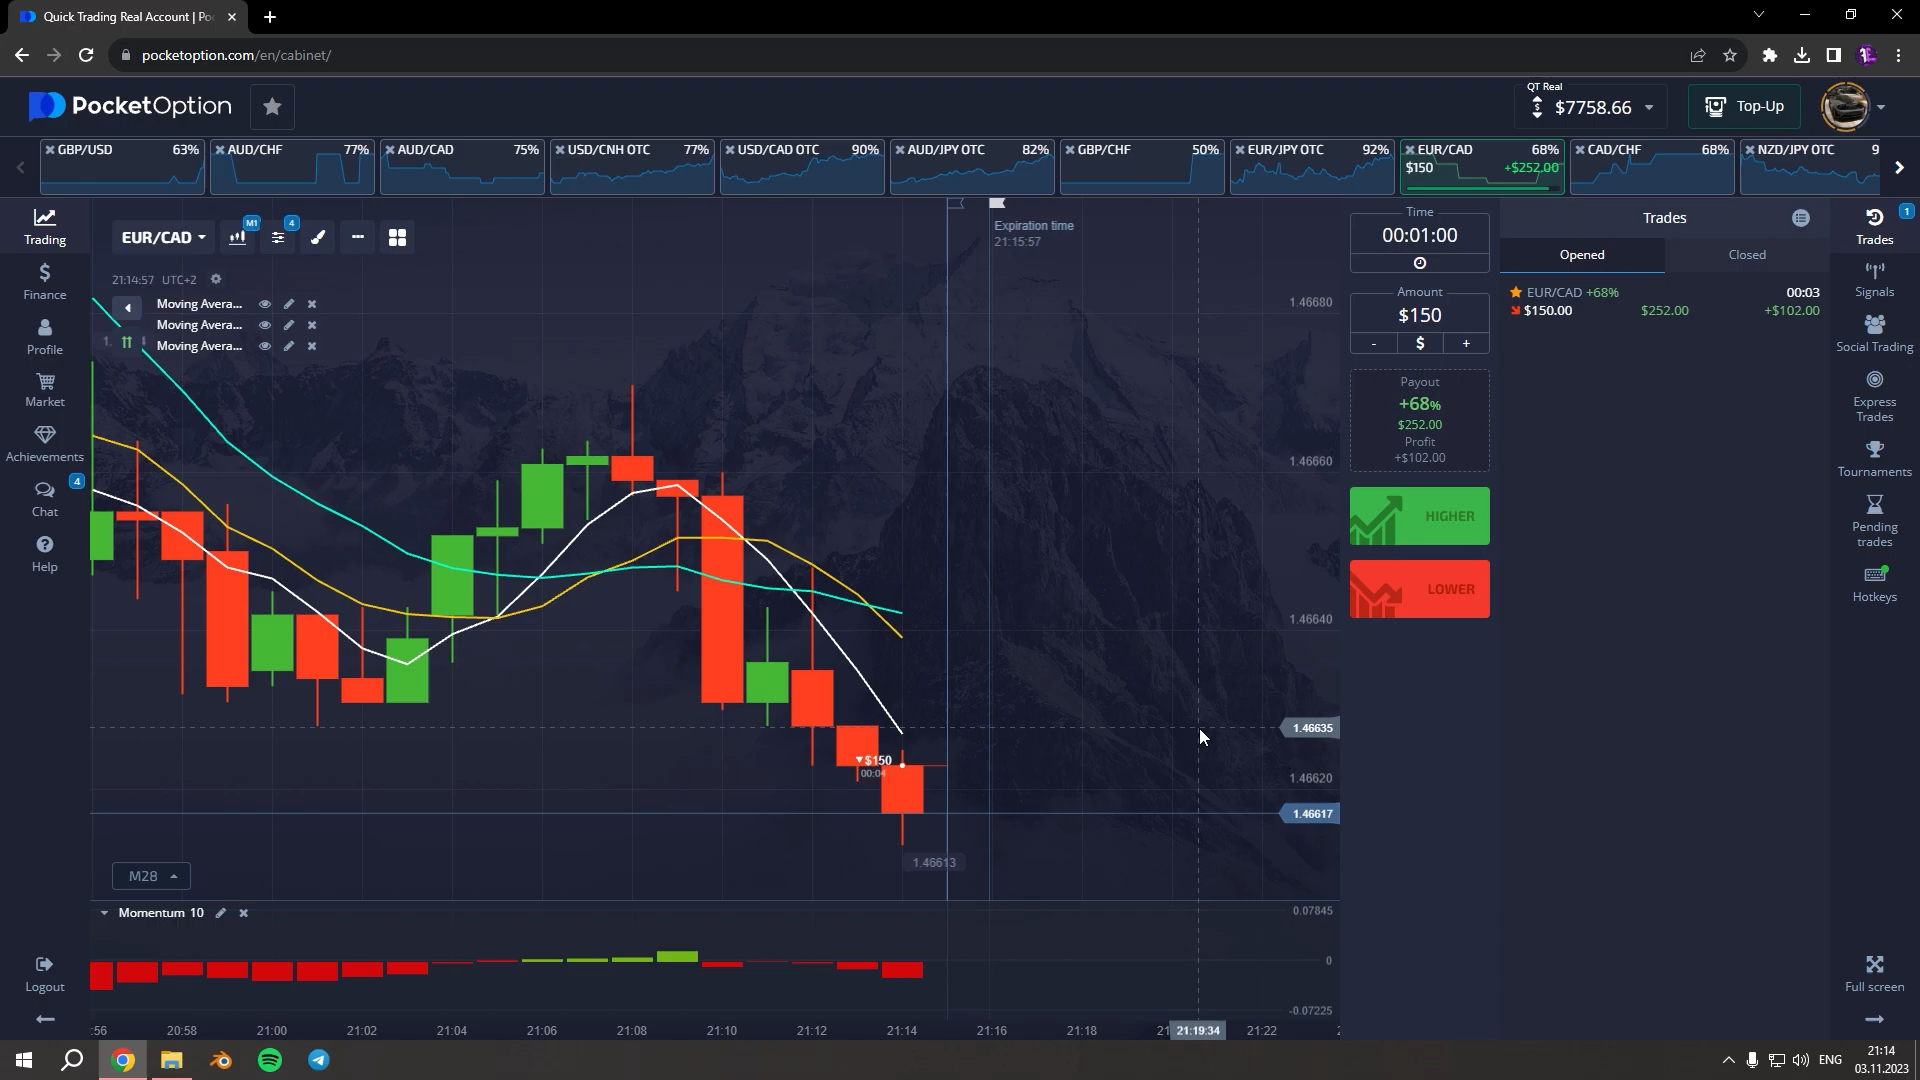 Quick Trading Real Account | Po
pocketoption.com/en/cabinet/
PocketOption
QT Real
$7758.66
Top-Up
GBP/USD 63%
AUD/CHF 77%
AUD/CAD 75%
USD/CNH OTC 77%
USD/CAD OTC 90%
AUD/JPY OTC 82%
GBP/CHF 50%
EUR/JPY OTC 92%
EUR/CAD 68%
$150 +$252.00
CAD/CHF 68%
NZD/JPY OTC 9
Trading
Finance
Profile
Market
Achievements
4
Chat
Help
Logout
EUR/CAD
M1
4
21:14:57 UTC+2
Moving Avera...
Moving Avera...
Moving Avera...
Expiration time
21:15:57
1.46680
1.46660
1.46640
1.46635
1.46620
1.46617
$150
00:04
1.46613
M28
Momentum 10
0.07845
0
-0.07225
:56
20:58
21:00
21:02
21:04
21:06
21:08
21:10
21:12
21:14
21:16
21:18
21:19:34
21:22
Time
00:01:00
Amount
$150
- $ +
Payout
+68%
$252.00
Profit
+$102.00
HIGHER
LOWER
Trades
Opened
Closed
EUR/CAD +68% 00:03
$150.00 $252.00 +$102.00
1
Trades
Signals
Social Trading
Express
Trades
Tournaments
Pending
trades
Hotkeys
Full screen
ENG
21:14
03.11.2023